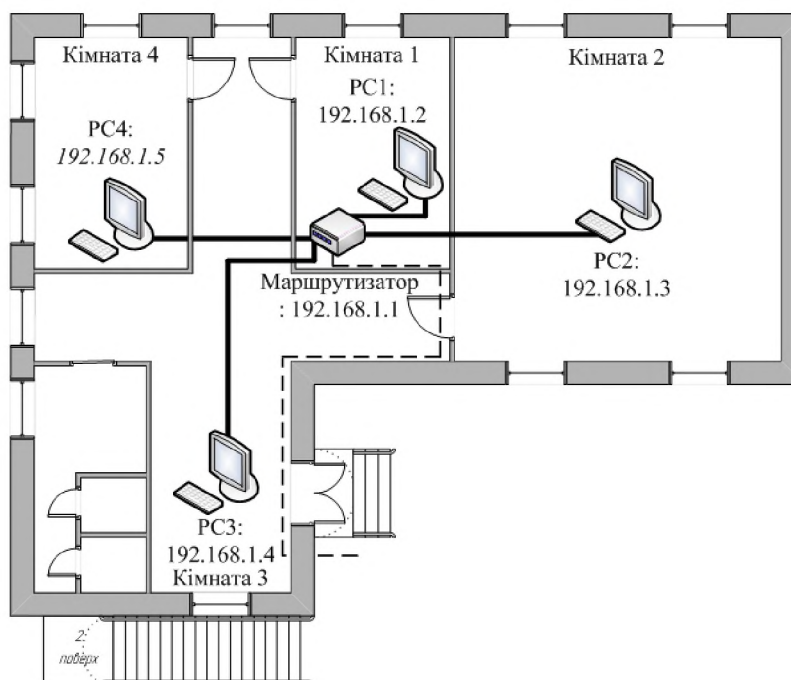 Кімната 4
Кімната 1
Кімната 2
PC1:
192.168.1.2
PC4:
192.168.1.5
PC2:
192.168.1.3
Маршрутизатор
: 192.168.1.1
PC3:
192.168.1.4
Кімната 3
2
поверх